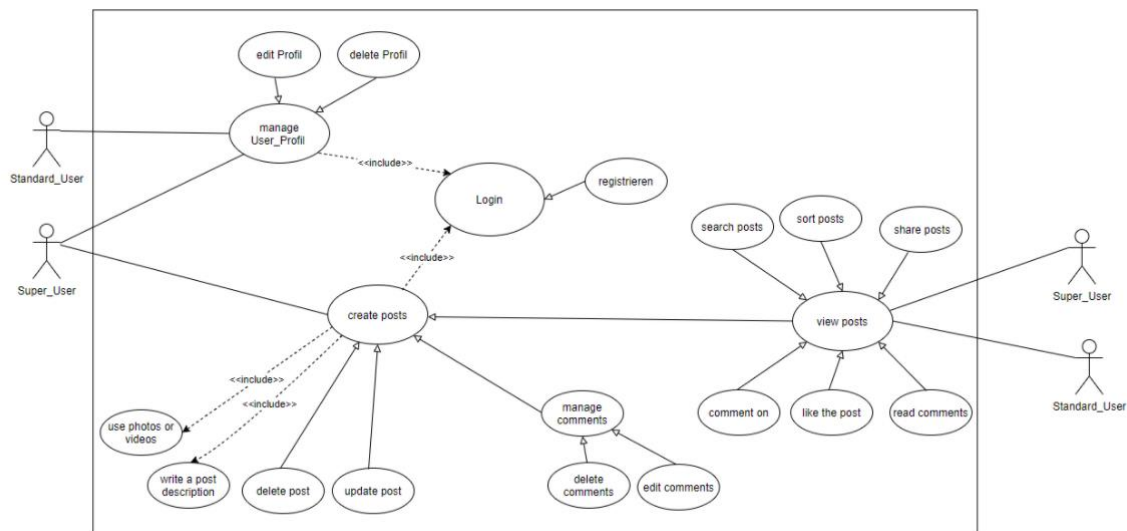 edit Profil
delete Profil
manage
User_Profil
Standard_User
<<include>>
Login
registrieren
search posts
sort posts
share posts
Super_User
<<include>>
Super_User
create posts
view posts
<<include>>
<<include>>
manage
comments
comment on
like the post
read comments
Standard_User
use photos or
videos
write a post
description
delete post
update post
delete
comments
edit comments